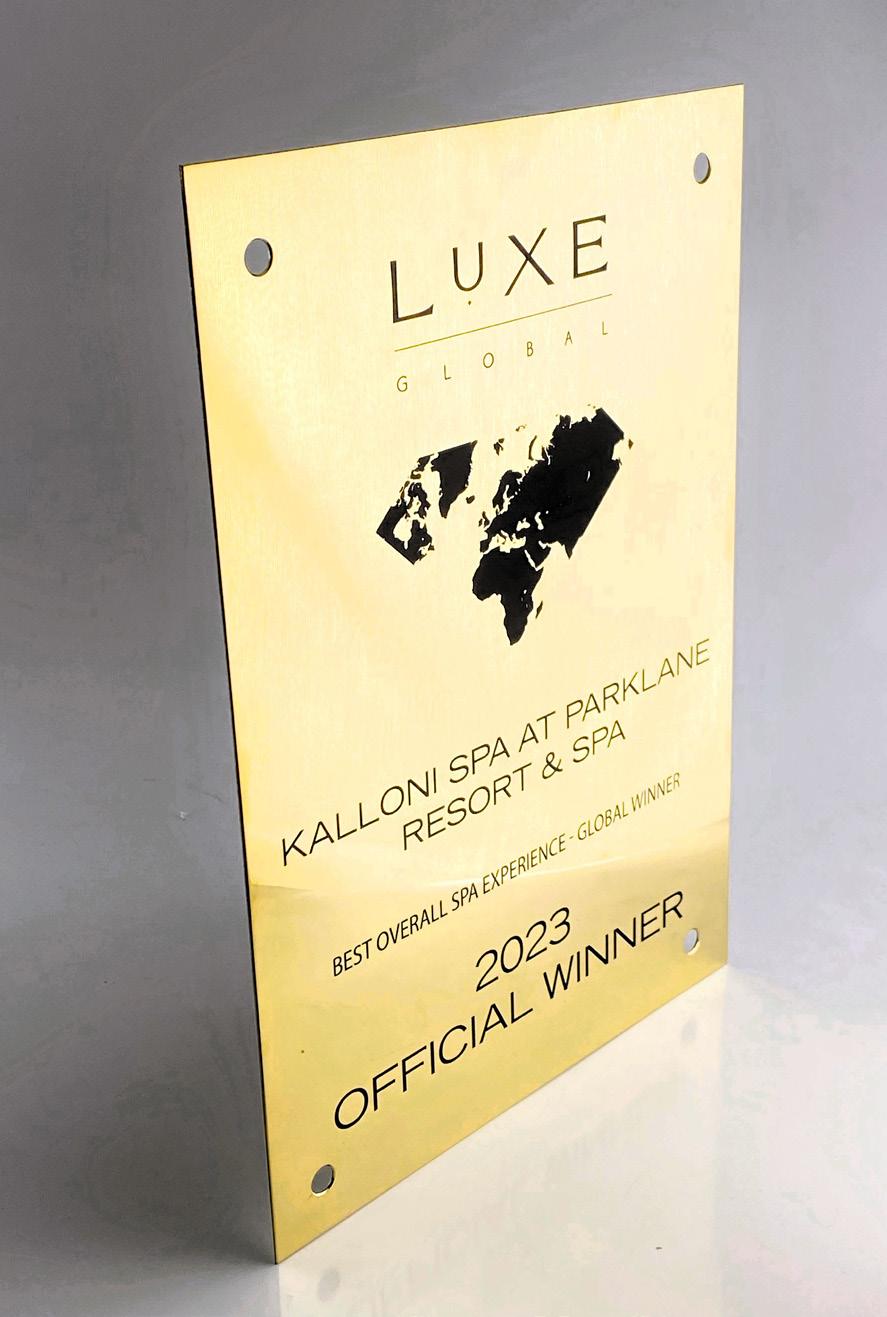 LUXE
GLOBAL
KALLONI SPA AT PARKLANE
RESORT & SPA
BEST OVERALL SPA EXPERIENCE - GLOBAL WINNER
2023
OFFICIAL WINNER